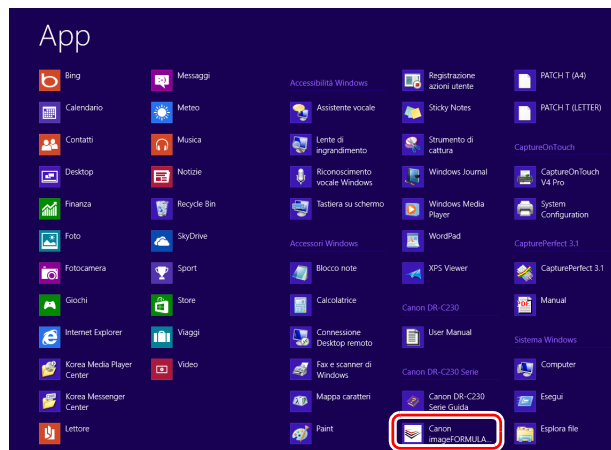 App
Bing
Calendario
Contatti
Desktop
Finanza
Foto
Fotocamera
Giochi
Internet Explorer
Korea Media Player
Center
Korea Messenger
Center
Lettore
Messaggi
Meteo
Musica
Notizie
Recycle Bin
SkyDrive
Sport
Store
Viaggi
Video
Accessibilità Windows
Assistente vocale
Lente di
ingrandimento
Riconoscimento
vocale Windows
Tastiera su schermo
Accessori Windows
Blocco note
Calcolatrice
Connessione
Desktop remoto
Fax e scanner di
Windows
Mappa caratteri
Paint
Registrazione
azioni utente
Sticky Notes
Strumento di
cattura
Windows Journal
Windows Media
Player
WordPad
XPS Viewer
Canon DR-C230
User Manual
Canon DR-C230 Serie
Canon DR-C230
Serie Guida
Canon
imageFORMULA...
PATCH T (A4)
PATCH T (LETTER)
CaptureOnTouch
CaptureOnTouch
V4 Pro
System
Configuration
CapturePerfect 3.1
CapturePerfect 3.1
Manual
Sistema Windows
Computer
Esegui
Esplora file